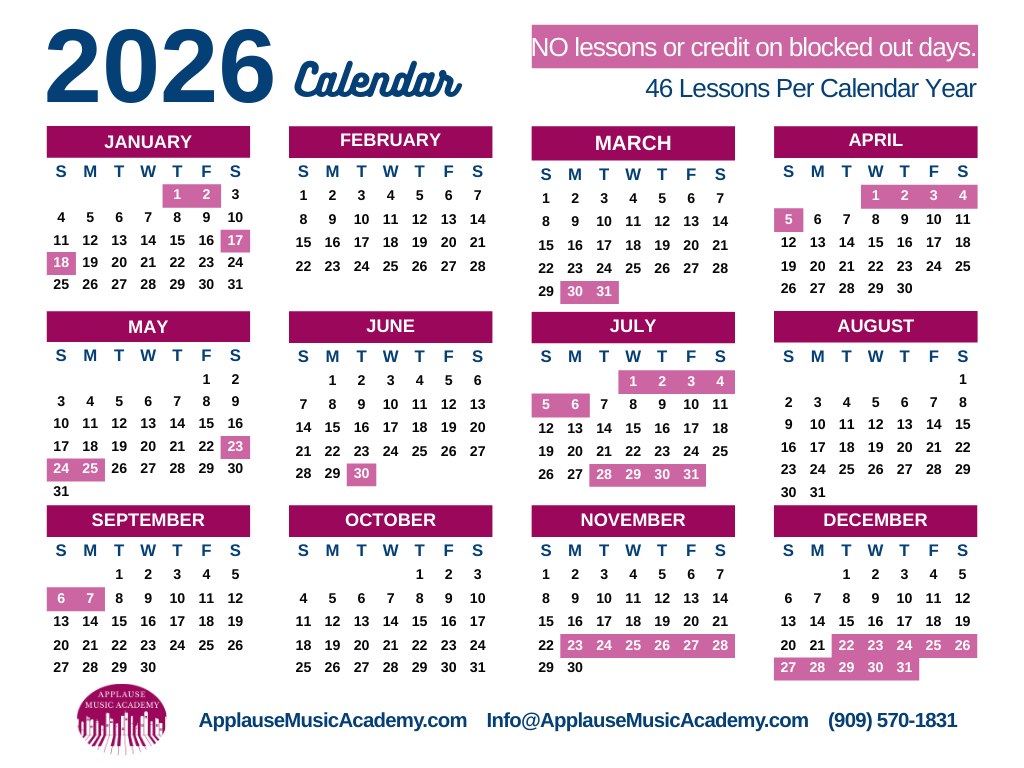 2026 Calendar
NO lessons or credit on blocked out days.
46 Lessons Per Calendar Year
JANUARY
S M T W T F S
1 2 3
4 5 6 7 8 9 10
11 12 13 14 15 16 17
18 19 20 21 22 23 24
25 26 27 28 29 30 31
FEBRUARY
S M T W T F S
1 2 3 4 5 6 7
8 9 10 11 12 13 14
15 16 17 18 19 20 21
22 23 24 25 26 27 28
MARCH
S M T W T F S
1 2 3 4 5 6 7
8 9 10 11 12 13 14
15 16 17 18 19 20 21
22 23 24 25 26 27 28
29 30 31
APRIL
S M T W T F S
1 2 3 4
5 6 7 8 9 10 11
12 13 14 15 16 17 18
19 20 21 22 23 24 25
26 27 28 29 30
MAY
S M T W T F S
1 2
3 4 5 6 7 8 9
10 11 12 13 14 15 16
17 18 19 20 21 22 23
24 25 26 27 28 29 30
31
JUNE
S M T W T F S
1 2 3 4 5 6
7 8 9 10 11 12 13
14 15 16 17 18 19 20
21 22 23 24 25 26 27
28 29 30
JULY
S M T W T F S
1 2 3 4
5 6 7 8 9 10 11
12 13 14 15 16 17 18
19 20 21 22 23 24 25
26 27 28 29 30 31
AUGUST
S M T W T F S
1
2 3 4 5 6 7 8
9 10 11 12 13 14 15
16 17 18 19 20 21 22
23 24 25 26 27 28 29
30 31
SEPTEMBER
S M T W T F S
1 2 3 4 5
6 7 8 9 10 11 12
13 14 15 16 17 18 19
20 21 22 23 24 25 26
27 28 29 30
OCTOBER
S M T W T F S
1 2 3
4 5 6 7 8 9 10
11 12 13 14 15 16 17
18 19 20 21 22 23 24
25 26 27 28 29 30 31
NOVEMBER
S M T W T F S
1 2 3 4 5 6 7
8 9 10 11 12 13 14
15 16 17 18 19 20 21
22 23 24 25 26 27 28
29 30
DECEMBER
S M T W T F S
1 2 3 4 5
6 7 8 9 10 11 12
13 14 15 16 17 18 19
20 21 22 23 24 25 26
27 28 29 30 31
APPLAUSE
MUSIC ACADEMY
ApplauseMusicAcademy.com Info@ApplauseMusicAcademy.com (909) 570-1831